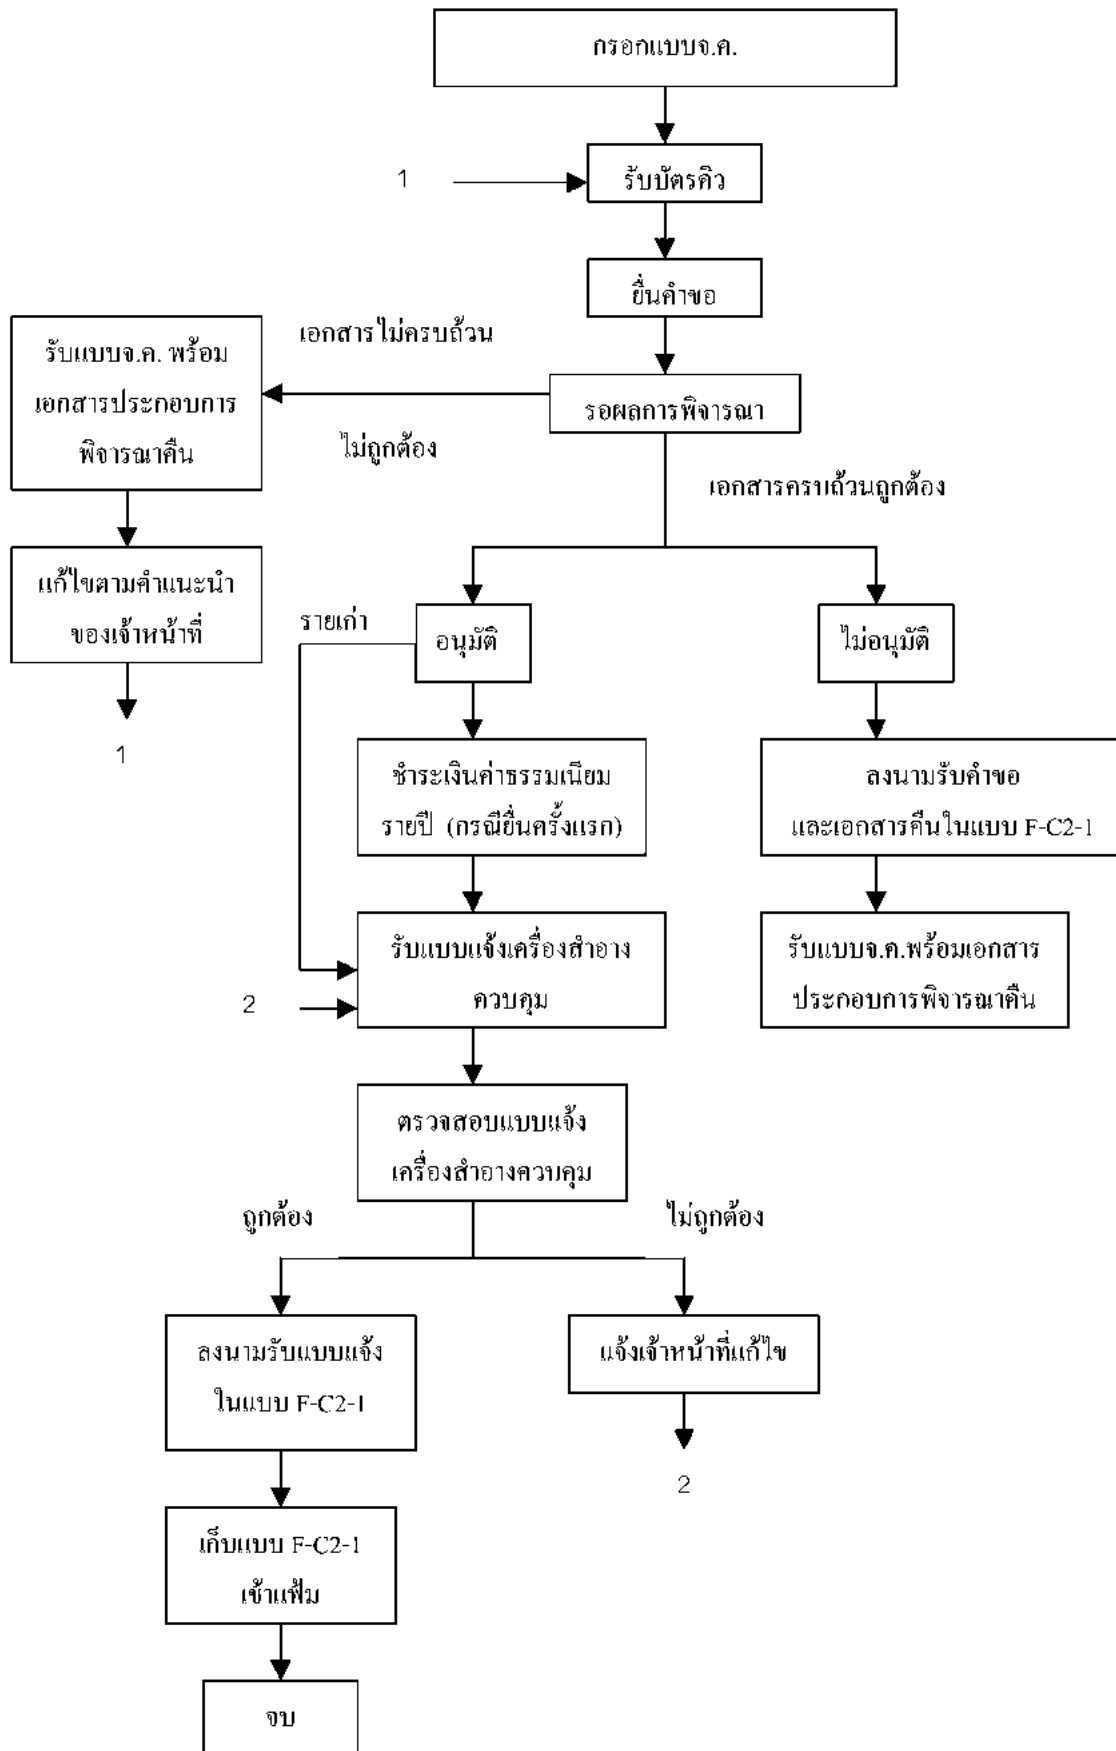 กรอกแบบจ.ค.
1
รับบัตรคิว
ยื่นคำขอ
เอกสารไม่ครบถ้วน
รับแบบจ.ค. พร้อม
เอกสารประกอบการ
พิจารณาคืน
รอผลการพิจารณา
ไม่ถูกต้อง
เอกสารครบถ้วนถูกต้อง
แก้ไขตามคำแนะนำ
ของเจ้าหน้าที่
1
รายเก่า
อนุมัติ
ไม่อนุมัติ
ชำระเงินค่าธรรมเนียม
รายปี (กรณียื่นครั้งแรก)
ลงนามรับคำขอ
และเอกสารคืนในแบบ F-C2-1
รับแบบแจ้งเครื่องสำอาง
ควบคุม
2
รับแบบจ.ค.พร้อมเอกสาร
ประกอบการพิจารณาคืน
ตรวจสอบแบบแจ้ง
เครื่องสำอางควบคุม
ถูกต้อง
ไม่ถูกต้อง
ลงนามรับแบบแจ้ง
ในแบบ F-C2-1
แจ้งเจ้าหน้าที่แก้ไข
2
เก็บแบบ F-C2-1
เข้าแฟ้ม
จบ